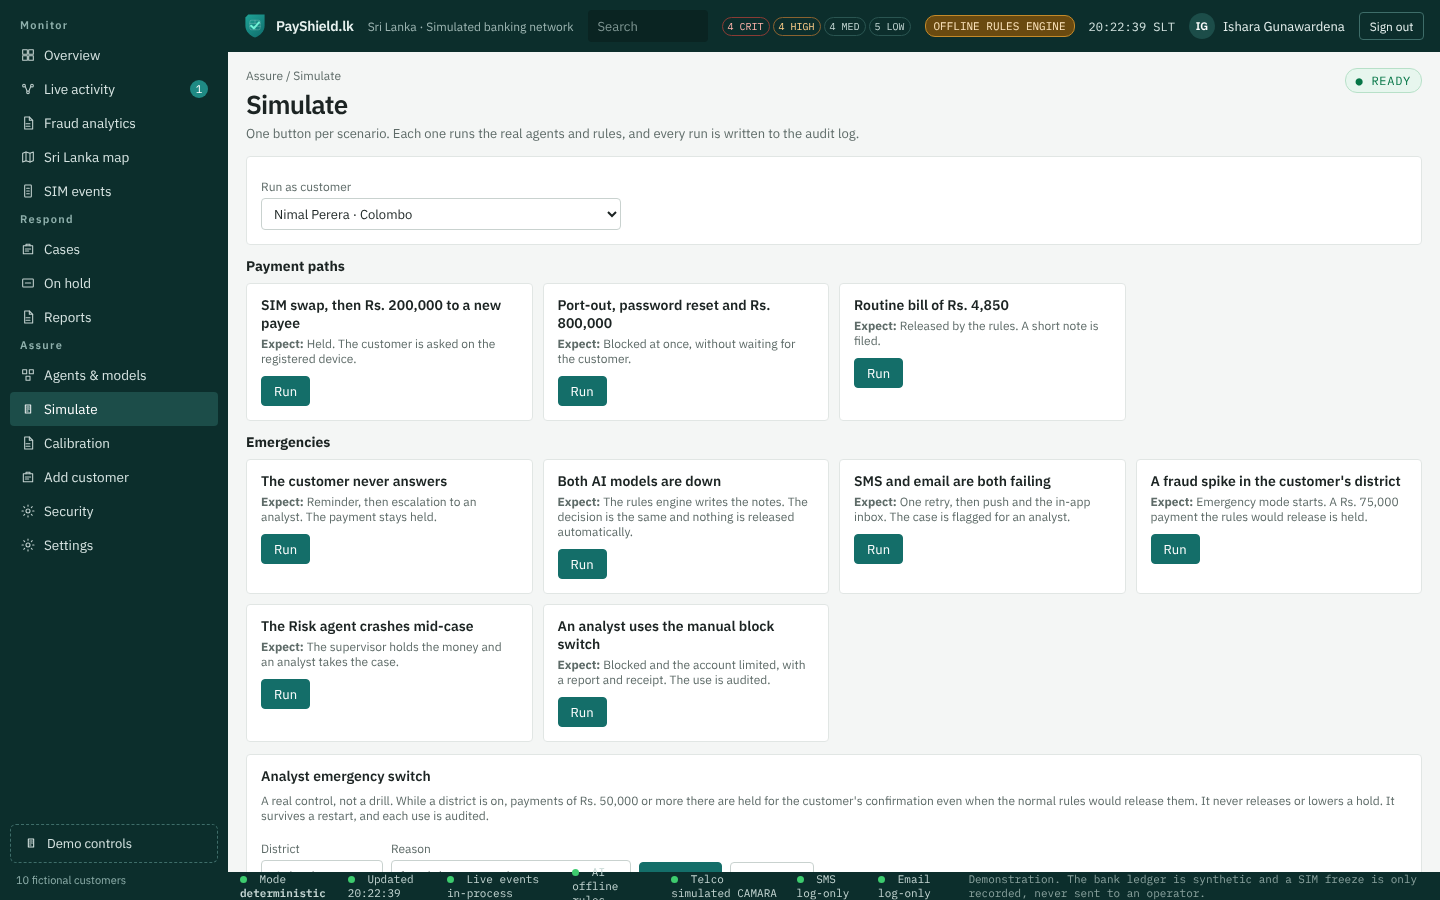 Monitor
Overview
Live activity
1
Fraud analytics
Sri Lanka map
SIM events
Respond
Cases
On hold
Reports
Assure
Agents & models
Simulate
Calibration
Add customer
Security
Settings
Demo controls
10 fictional customers
PayShield.lk
Sri Lanka · Simulated banking network
Search
4 CRIT
4 HIGH
4 MED
5 LOW
OFFLINE RULES ENGINE
20:22:39 SLT
IG
Ishara Gunawardena
Sign out
Assure / Simulate
READY
Simulate
One button per scenario. Each one runs the real agents and rules, and every run is written to the audit log.
Run as customer
Nimal Perera · Colombo
Payment paths
SIM swap, then Rs. 200,000 to a new
payee
Expect: Held. The customer is asked on the
registered device.
Run
Port-out, password reset and Rs.
800,000
Expect: Blocked at once, without waiting for
the customer.
Run
Routine bill of Rs. 4,850
Expect: Released by the rules. A short note is
filed.
Run
Emergencies
The customer never answers
Expect: Reminder, then escalation to an
analyst. The payment stays held.
Run
Both AI models are down
Expect: The rules engine writes the notes. The
decision is the same and nothing is released
automatically.
Run
SMS and email are both failing
Expect: One retry, then push and the in-app
inbox. The case is flagged for an analyst.
Run
A fraud spike in the customer's district
Expect: Emergency mode starts. A Rs. 75,000
payment the rules would release is held.
Run
The Risk agent crashes mid-case
Expect: The supervisor holds the money and
an analyst takes the case.
Run
An analyst uses the manual block
switch
Expect: Blocked and the account limited, with
a report and receipt. The use is audited.
Run
Analyst emergency switch
A real control, not a drill. While a district is on, payments of Rs. 50,000 or more there are held for the customer's confirmation even when the normal rules would release them. It never releases or lowers a hold. It
survives a restart, and each use is audited.
District
Reason
Mode
deterministic
Updated
20:22:39
Live events
in-process
AI
offline
rules
Telco
simulated CAMARA
SMS
log-only
Email
log-only
Demonstration. The bank ledger is synthetic and a SIM freeze is only
recorded, never sent to an operator.